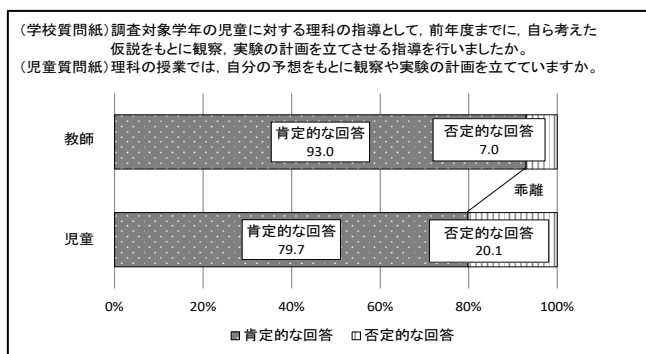 （学校質問紙）調査対象学年の児童に対する理科の指導として，前年度までに，自ら考えた
仮説をもとに観察，実験の計画を立てさせる指導を行いましたか。
（児童質問紙）理科の授業では，自分の予想をもとに観察や実験の計画を立てていますか。
教師
肯定的な回答
93.0
否定的な回答
7.0
乖離
児童
肯定的な回答
79.7
否定的な回答
20.1
0% 20% 40% 60% 80% 100%
肯定的な回答 否定的な回答